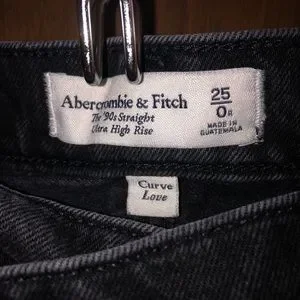 Abercrombie & Fitch
The '90s Straight
Ultra High Rise
25
0R
MADE IN
GUATEMALA
Curve
Love